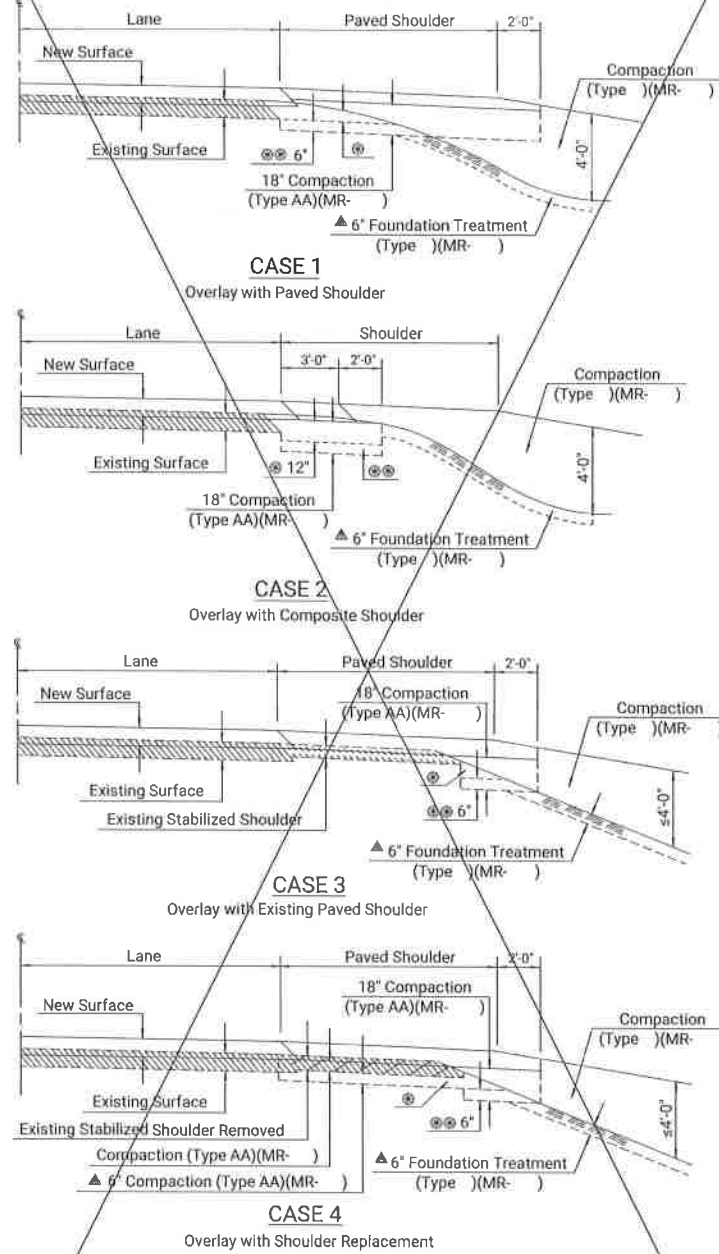 ℄
Lane
Paved Shoulder
2'-0"
New Surface
Compaction
(Type )(MR- )
Existing Surface
⊛⊛ 6"
⊛
4'-0"
18" Compaction
(Type AA)(MR- )
▲ 6" Foundation Treatment
(Type )(MR- )
CASE 1
Overlay with Paved Shoulder
℄
Lane
Shoulder
3'-0"
2'-0"
New Surface
Compaction
(Type )(MR- )
Existing Surface
⊛ 12"
⊛⊛
4'-0"
18" Compaction
(Type AA)(MR- )
▲ 6" Foundation Treatment
(Type )(MR- )
CASE 2
Overlay with Composite Shoulder
℄
Lane
Paved Shoulder
2'-0"
New Surface
18" Compaction
(Type AA)(MR- )
Compaction
(Type )(MR- )
Existing Surface
⊛
⊛⊛ 6"
≤4'-0"
Existing Stabilized Shoulder
▲ 6" Foundation Treatment
(Type )(MR- )
CASE 3
Overlay with Existing Paved Shoulder
℄
Lane
Paved Shoulder
2'-0"
New Surface
18" Compaction
(Type AA)(MR- )
Compaction
(Type )(MR-
Existing Surface
⊛
⊛⊛ 6"
≤4'-0"
Existing Stabilized Shoulder Removed
Compaction (Type AA)(MR- )
▲ 6" Compaction (Type AA)(MR- )
▲ 6" Foundation Treatment
(Type )(MR- )
CASE 4
Overlay with Shoulder Replacement